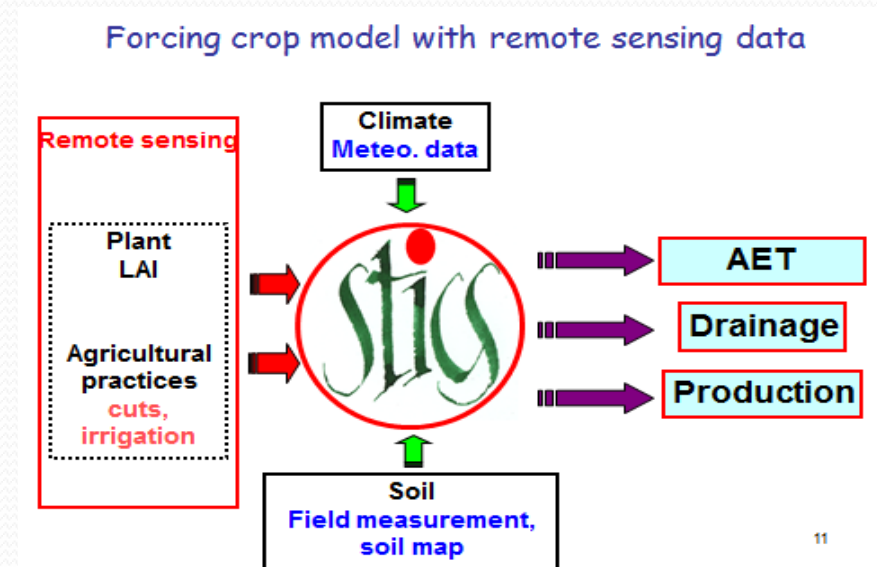 Forcing crop model with remote sensing data
Remote sensing
Climate
Meteo. data
Plant
LAI
Agricultural
practices
cuts,
irrigation
stics
AET
Drainage
Production
Soil
Field measurement,
soil map
11